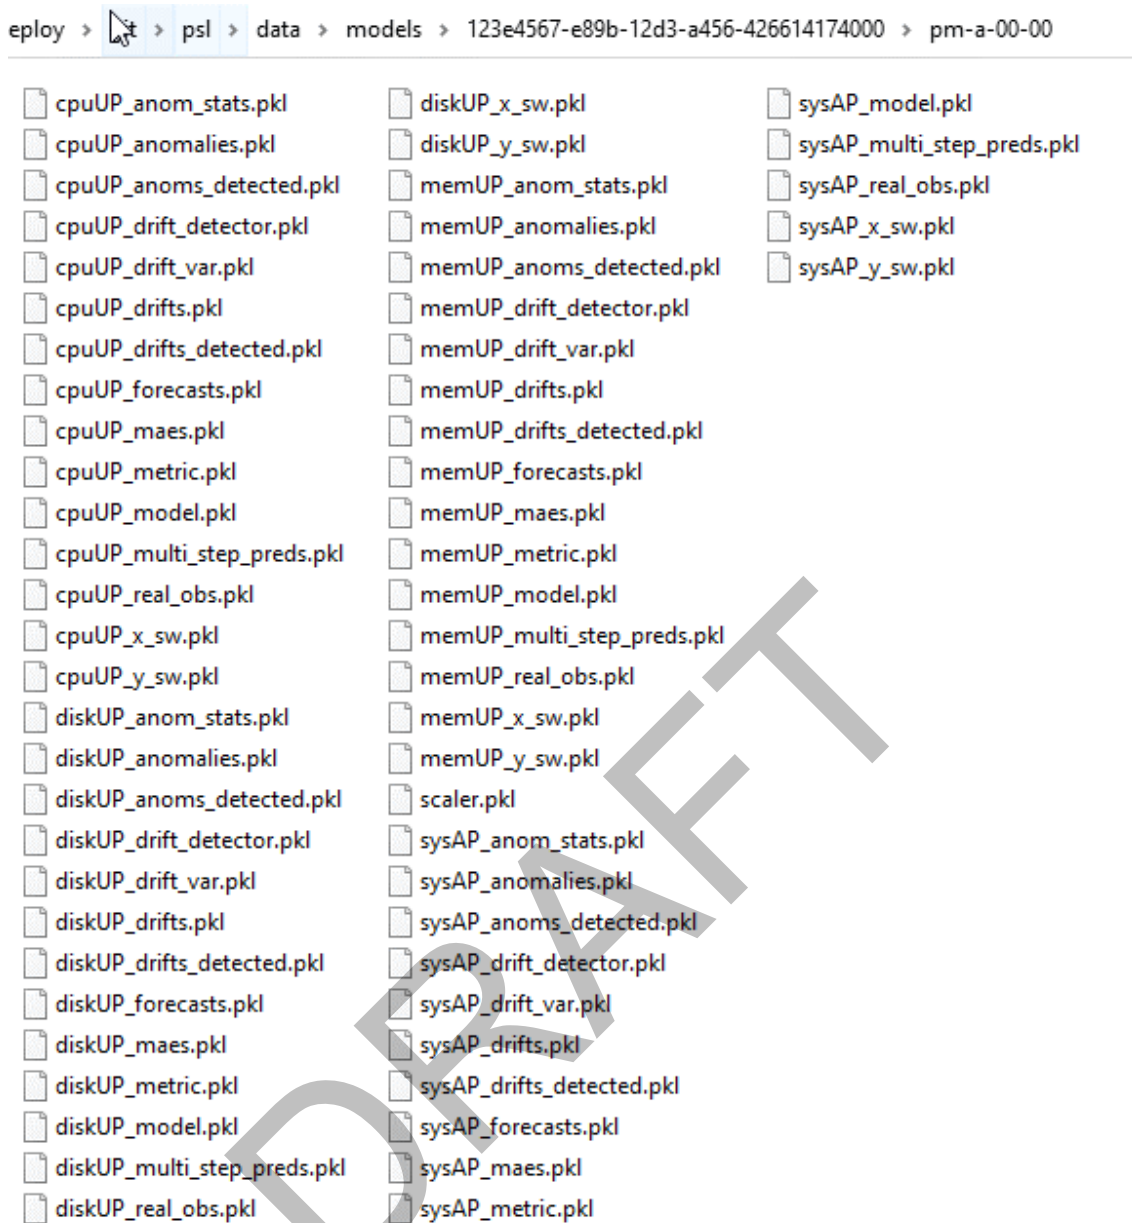 eploy > t > psl > data > models > 123e4567-e89b-12d3-a456-426614174000 > pm-a-00-00
cpuUP_anom_stats.pkl
cpuUP_anomalies.pkl
cpuUP_anoms_detected.pkl
cpuUP_drift_detector.pkl
cpuUP_drift_var.pkl
cpuUP_drifts.pkl
cpuUP_drifts_detected.pkl
cpuUP_forecasts.pkl
cpuUP_maes.pkl
cpuUP_metric.pkl
cpuUP_model.pkl
cpuUP_multi_step_preds.pkl
cpuUP_real_obs.pkl
cpuUP_x_sw.pkl
cpuUP_y_sw.pkl
diskUP_anom_stats.pkl
diskUP_anomalies.pkl
diskUP_anoms_detected.pkl
diskUP_drift_detector.pkl
diskUP_drift_var.pkl
diskUP_drifts.pkl
diskUP_drifts_detected.pkl
diskUP_forecasts.pkl
diskUP_maes.pkl
diskUP_metric.pkl
diskUP_model.pkl
diskUP_multi_step_preds.pkl
diskUP_real_obs.pkl
diskUP_x_sw.pkl
diskUP_y_sw.pkl
memUP_anom_stats.pkl
memUP_anomalies.pkl
memUP_anoms_detected.pkl
memUP_drift_detector.pkl
memUP_drift_var.pkl
memUP_drifts.pkl
memUP_drifts_detected.pkl
memUP_forecasts.pkl
memUP_maes.pkl
memUP_metric.pkl
memUP_model.pkl
memUP_multi_step_preds.pkl
memUP_real_obs.pkl
memUP_x_sw.pkl
memUP_y_sw.pkl
scaler.pkl
sysAP_anom_stats.pkl
sysAP_anomalies.pkl
sysAP_anoms_detected.pkl
sysAP_drift_detector.pkl
sysAP_drift_var.pkl
sysAP_drifts.pkl
sysAP_drifts_detected.pkl
sysAP_forecasts.pkl
sysAP_maes.pkl
sysAP_metric.pkl
sysAP_model.pkl
sysAP_multi_step_preds.pkl
sysAP_real_obs.pkl
sysAP_x_sw.pkl
sysAP_y_sw.pkl
DRAFT